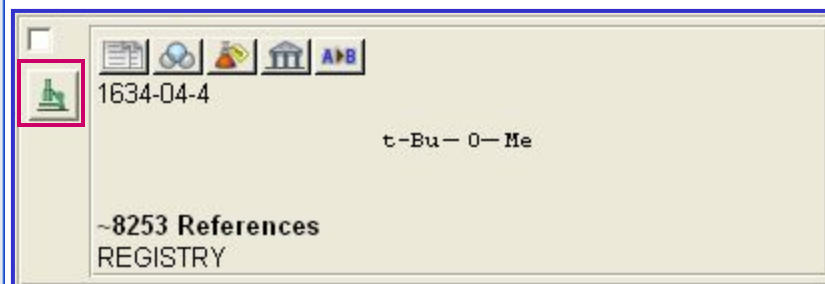 A▶B
1634-04-4
t-Bu—O—Me
~8253 References
REGISTRY